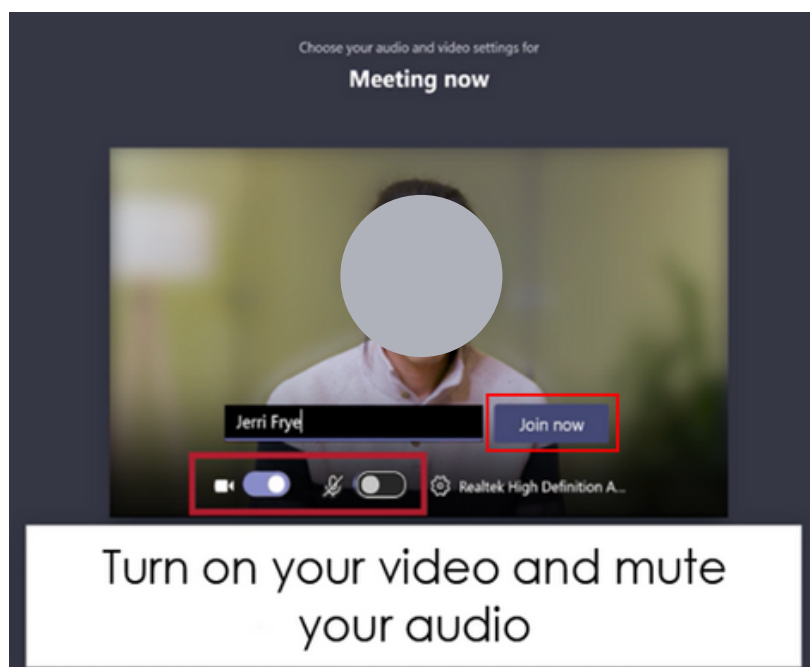 Choose your audio and video settings for
Meeting now
Jerri Frye
Join now
Realtek High Definition A...
Turn on your video and mute
your audio